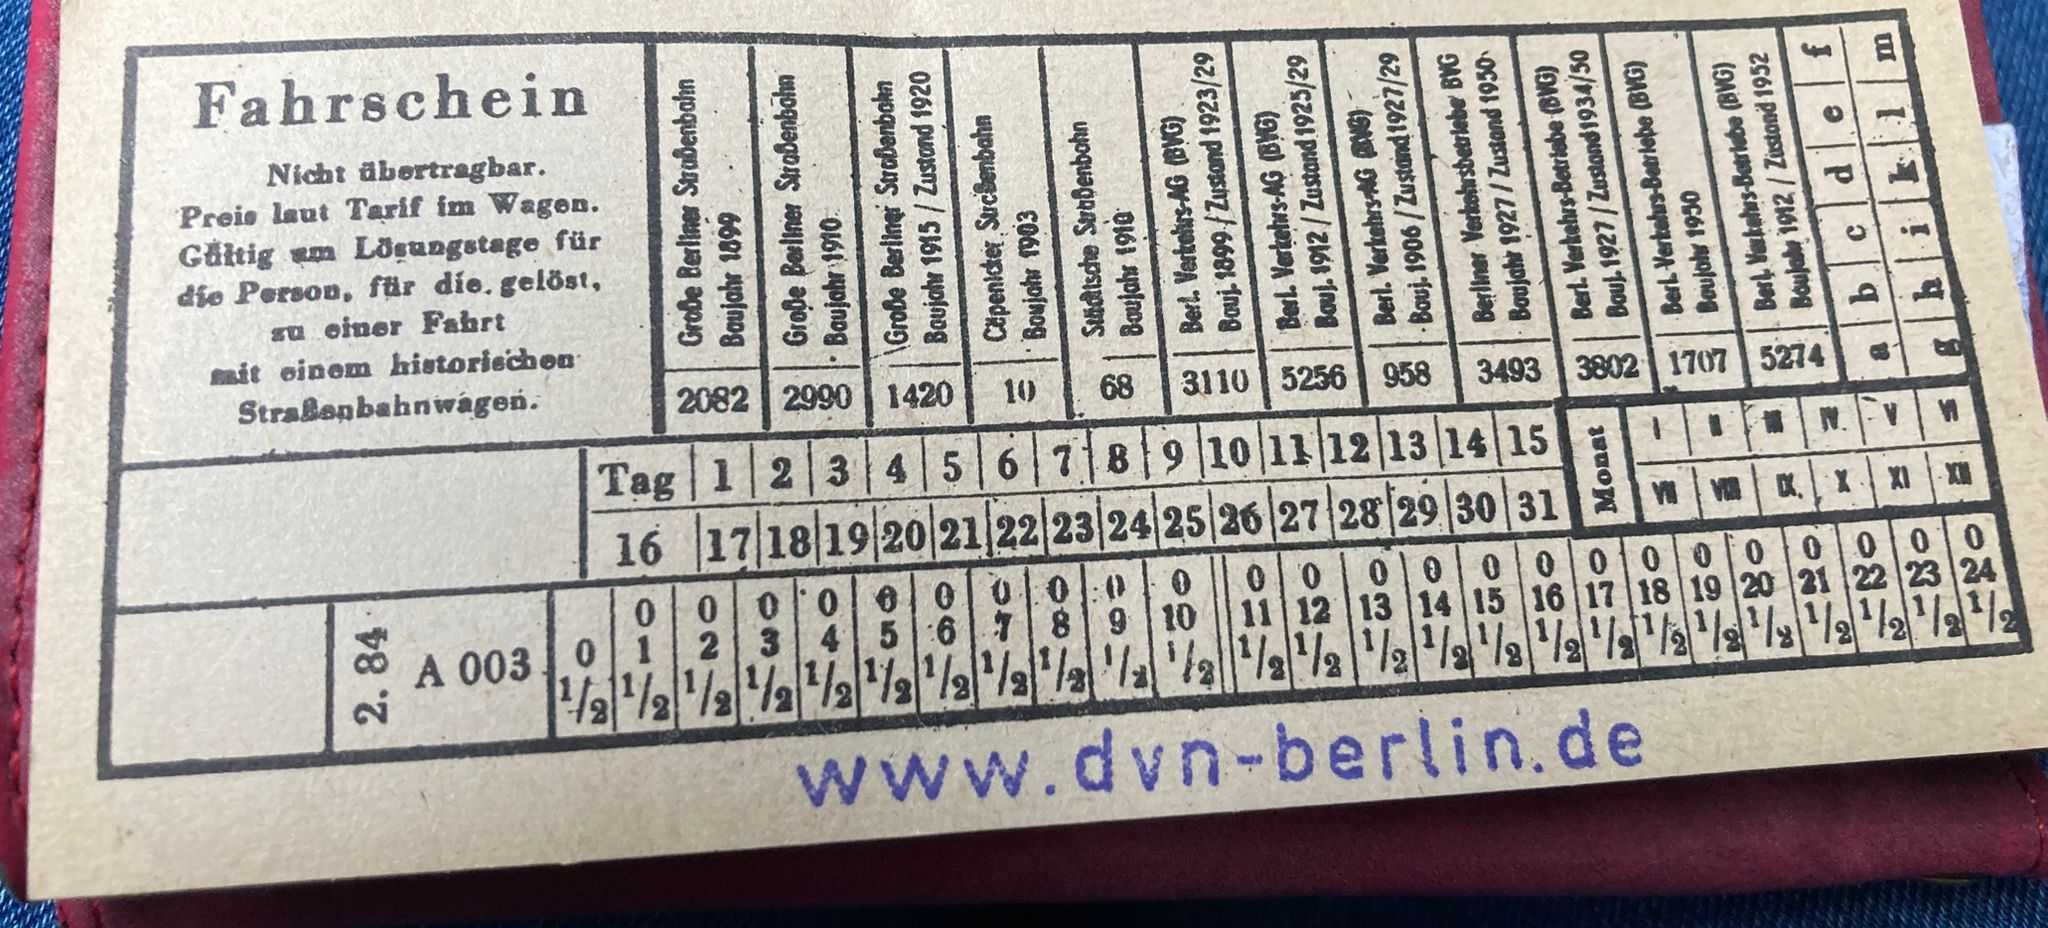 Fahrschein
Nicht übertragbar.
Preis laut Tarif im Wagen.
Gültig am Lösungstage für
die Person, für die gelöst,
zu einer Fahrt
mit einem historischen
Straßenbahnwagen.
Große Berliner Straßenbahn
Baujahr 1899
2082
Große Berliner Straßenbahn
Baujahr 1910
2990
Große Berliner Straßenbahn
Baujahr 1915 / Zustand 1920
1420
Cöpenicker Straßenbahn
Baujahr 1903
10
Städtische Straßenbahn
Baujahr 1910
68
Berl. Verkehrs-AG (BVG)
Bauj. 1899 / Zustand 1923/29
3110
Berl. Verkehrs-AG (BVG)
Bauj. 1912 / Zustand 1925/29
5256
Berl. Verkehrs-AG (BVG)
Bauj. 1906 / Zustand 1927/29
958
Berliner Verkehrsbetriebe BVG
Baujahr 1927 / Zustand 1950
3493
Berl. Verkehrs-Betriebe (BVG)
Bauj. 1927 / Zustand 1934/50
3802
Berl. Verkehrs-Betriebe (BVG)
Baujahr 1950
1707
Berl. Verkehrs-Betriebe (BVG)
Baujahr 1912 / Zustand 1952
5274
a b c d e f
g h i k l m
Tag 1 2 3 4 5 6 7 8 9 10 11 12 13 14 15
16 17 18 19 20 21 22 23 24 25 26 27 28 29 30 31
Monat
I II III IV V VI
VII VIII IX X XI XII
2. 84
A 003
0 0 0 0 0 0 0 0 0 0 0 0 0 0 0 0 0 0 0 0 0 0 0 0 0
1 2 3 4 5 6 7 8 9 10 11 12 13 14 15 16 17 18 19 20 21 22 23 24
1/2 1/2 1/2 1/2 1/2 1/2 1/2 1/2 1/2 1/2 1/2 1/2 1/2 1/2 1/2 1/2 1/2 1/2 1/2 1/2 1/2 1/2 1/2 1/2 1/2
www.dvn-berlin.de